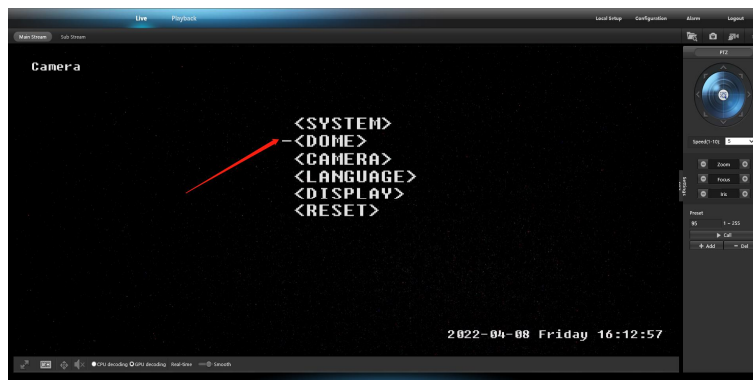 Live Playback Local Setup Configuration Alarm Logout
Main Stream Sub Stream
PTZ
Camera
<SYSTEM>
-<DOME>
<CAMERA>
<LANGUAGE>
<DISPLAY>
<RESET>
Speed(1-10): 5
Zoom
Focus
Iris
Settings
Preset
95 1 - 255
Call
+ Add - Del
2022-04-08 Friday 16:12:57
CPU decoding GPU decoding Real-time Smooth